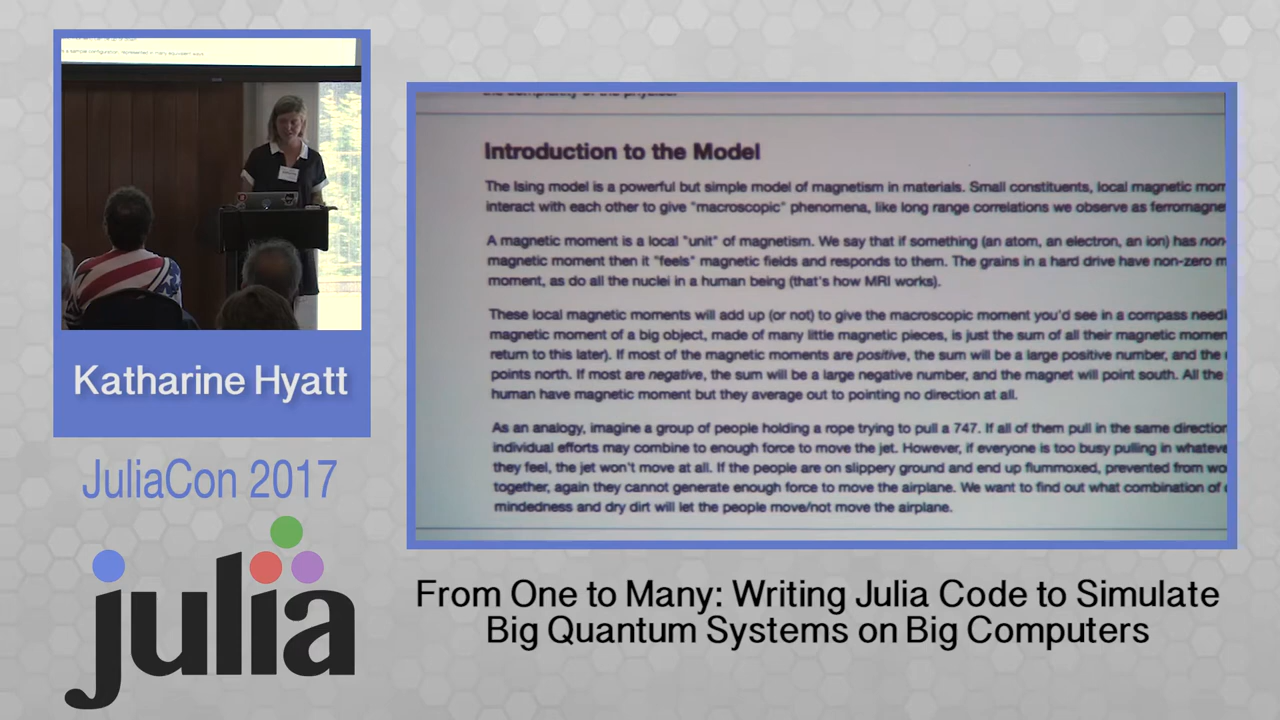 the complexity of the physics.
Introduction to the Model
The Ising model is a powerful but simple model of magnetism in materials. Small constituents, local magnetic mom
interact with each other to give "macroscopic" phenomena, like long range correlations we observe as ferromagne
A magnetic moment is a local "unit" of magnetism. We say that if something (an atom, an electron, an ion) has non-
magnetic moment then it "feels" magnetic fields and responds to them. The grains in a hard drive have non-zero m
moment, as do all the nuclei in a human being (that's how MRI works).
These local magnetic moments will add up (or not) to give the macroscopic moment you'd see in a compass needl
magnetic moment of a big object, made of many little magnetic pieces, is just the sum of all their magnetic momen
return to this later). If most of the magnetic moments are positive, the sum will be a large positive number, and the
points north. If most are negative, the sum will be a large negative number, and the magnet will point south. All the
human have magnetic moment but they average out to pointing no direction at all.
As an analogy, imagine a group of people holding a rope trying to pull a 747. If all of them pull in the same direction
individual efforts may combine to enough force to move the jet. However, if everyone is too busy pulling in whateve
they feel, the jet won't move at all. If the people are on slippery ground and end up flummoxed, prevented from wo
together, again they cannot generate enough force to move the airplane. We want to find out what combination of
mindedness and dry dirt will let the people move/not move the airplane.
Katharine Hyatt
JuliaCon 2017
julia
From One to Many: Writing Julia Code to Simulate
Big Quantum Systems on Big Computers